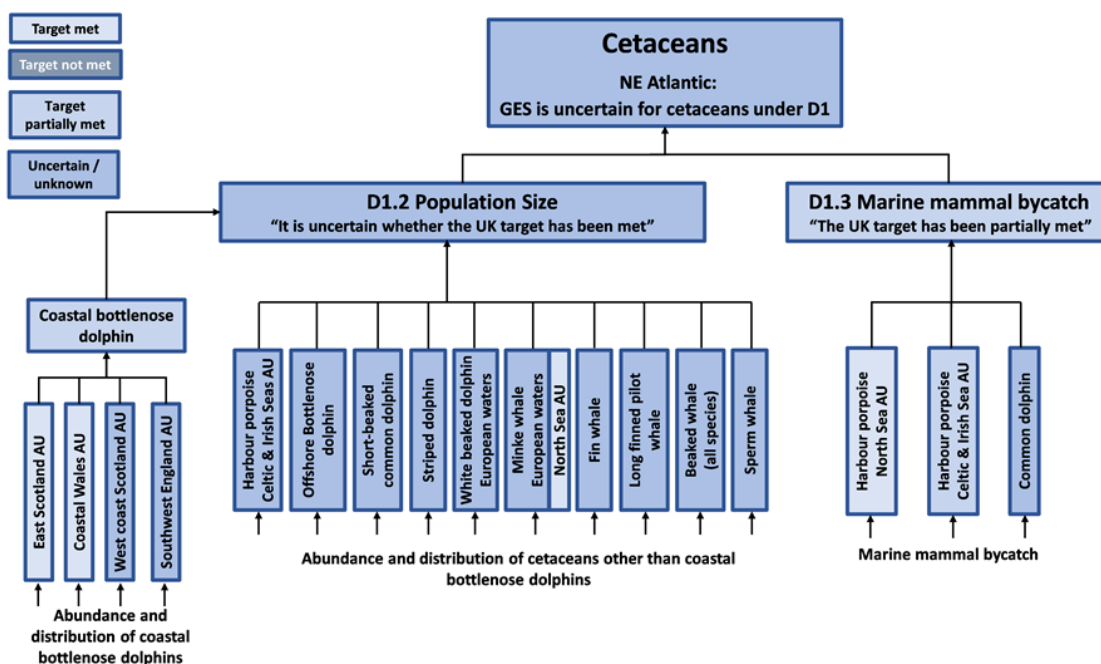 Target met
Target not met
Target
partially met
Uncertain /
unknown
Cetaceans
NE Atlantic:
GES is uncertain for cetaceans under D1
D1.2 Population Size
“It is uncertain whether the UK target has been met”
D1.3 Marine mammal bycatch
“The UK target has been partially met”
Coastal bottlenose
dolphin
East Scotland AU
Coastal Wales AU
West coast Scotland AU
Southwest England AU
Abundance and
distribution of coastal
bottlenose dolphins
Harbour porpoise
Celtic & Irish Seas AU
Offshore Bottlenose
dolphin
Short-beaked
common dolphin
Striped dolphin
White beaked dolphin
European waters
Minke whale
European waters
North Sea AU
Fin whale
Long finned pilot
whale
Beaked whale
(all species)
Sperm whale
Abundance and distribution of cetaceans other than coastal
bottlenose dolphins
Harbour porpoise
North Sea AU
Harbour porpoise
Celtic & Irish Sea AU
Common dolphin
Marine mammal bycatch